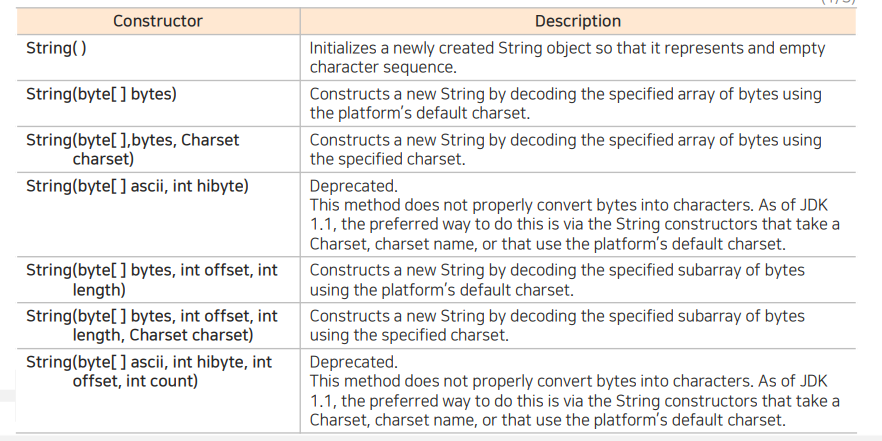 Constructor Description
String( ) Initializes a newly created String object so that it represents and empty
character sequence.
String(byte[ ] bytes) Constructs a new String by decoding the specified array of bytes using
the platform's default charset.
String(byte[ ],bytes, Charset Constructs a new String by decoding the specified array of bytes using
charset) the specified charset.
String(byte[ ] ascii, int hibyte) Deprecated.
This method does not properly convert bytes into characters. As of JDK
1.1, the preferred way to do this is via the String constructors that take a
Charset, charset name, or that use the platform's default charset.
String(byte[ ] bytes, int offset, int Constructs a new String by decoding the specified subarray of bytes
length) using the platform's default charset.
String(byte[ ] bytes, int offset, int Constructs a new String by decoding the specified subarray of bytes
length, Charset charset) using the specified charset.
String(byte[ ] ascii, int hibyte, int Deprecated.
offset, int count) This method does not properly convert bytes into characters. As of JDK
1.1, the preferred way to do this is via the String constructors that take a
Charset, charset name, or that use the platform's default charset.